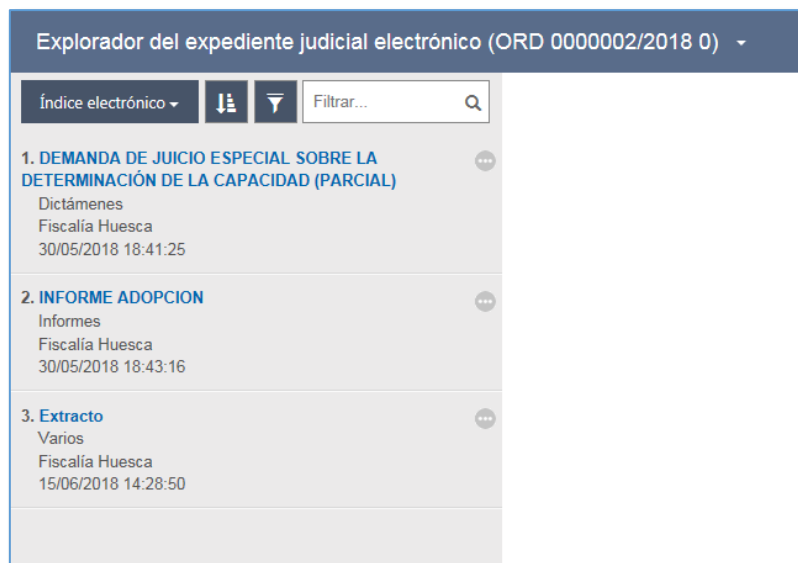 Explorador del expediente judicial electrónico (ORD 0000002/2018 0)
Índice electrónico
Filtrar...
1. DEMANDA DE JUICIO ESPECIAL SOBRE LA
DETERMINACIÓN DE LA CAPACIDAD (PARCIAL)
Dictámenes
Fiscalía Huesca
30/05/2018 18:41:25
2. INFORME ADOPCION
Informes
Fiscalía Huesca
30/05/2018 18:43:16
3. Extracto
Varios
Fiscalía Huesca
15/06/2018 14:28:50